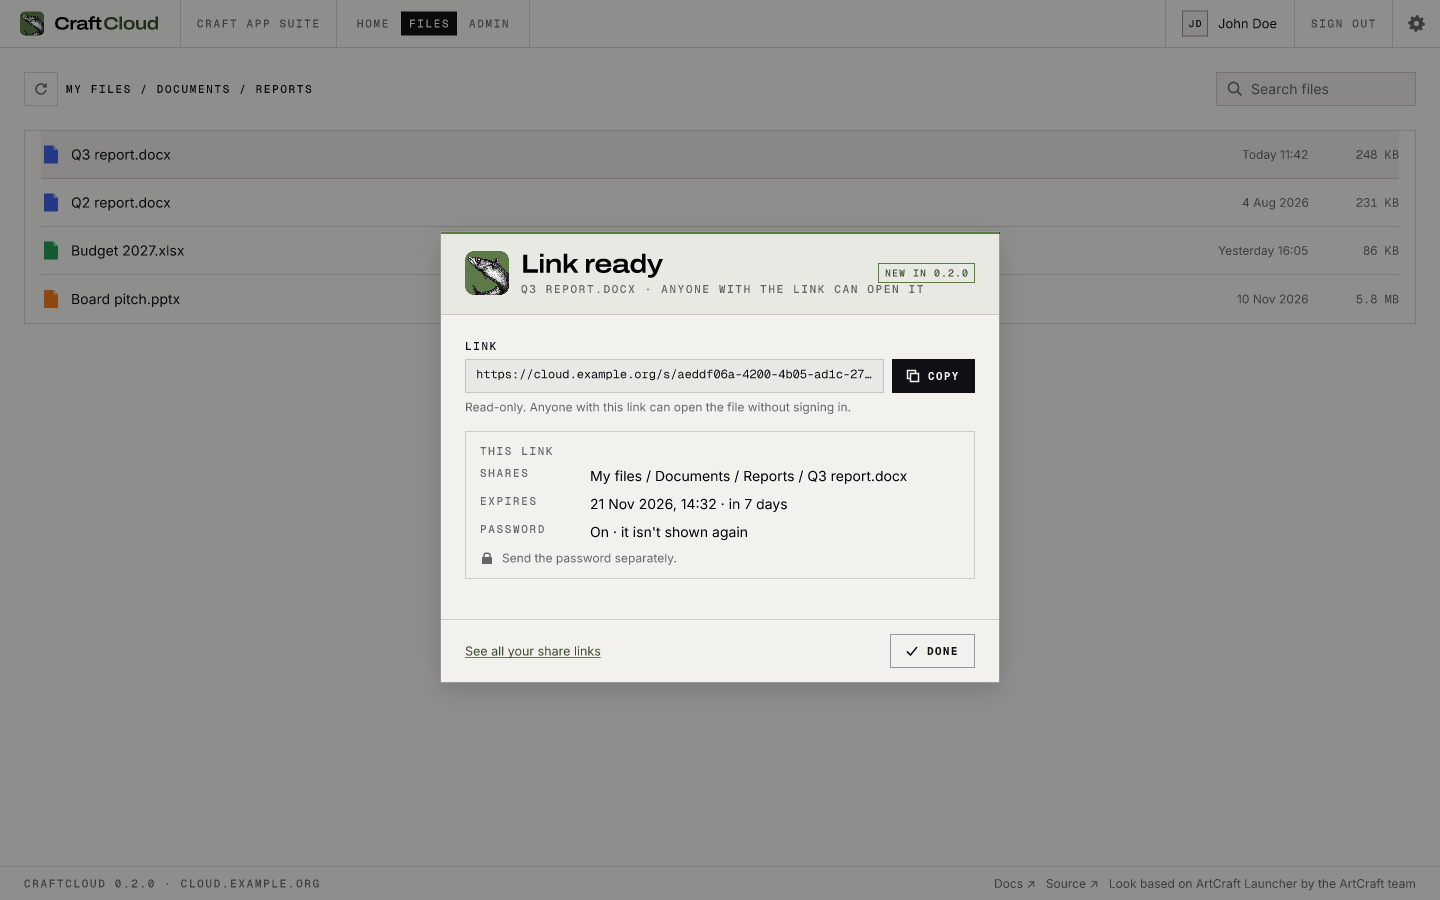 CraftCloud
CRAFT APP SUITE
HOME
FILES
ADMIN
JD
John Doe
SIGN OUT
MY FILES / DOCUMENTS / REPORTS
Search files
Q3 report.docx
Today 11:42
248 KB
Q2 report.docx
4 Aug 2026
231 KB
Budget 2027.xlsx
Yesterday 16:05
86 KB
Board pitch.pptx
10 Nov 2026
5.8 MB
Link ready
NEW IN 0.2.0
Q3 REPORT.DOCX · ANYONE WITH THE LINK CAN OPEN IT
LINK
https://cloud.example.org/s/aeddf06a-4200-4b05-ad1c-27…
COPY
Read-only. Anyone with this link can open the file without signing in.
THIS LINK
SHARES
My files / Documents / Reports / Q3 report.docx
EXPIRES
21 Nov 2026, 14:32 · in 7 days
PASSWORD
On · it isn't shown again
Send the password separately.
See all your share links
DONE
CRAFTCLOUD 0.2.0 · CLOUD.EXAMPLE.ORG
Docs ↗
Source ↗
Look based on ArtCraft Launcher by the ArtCraft team